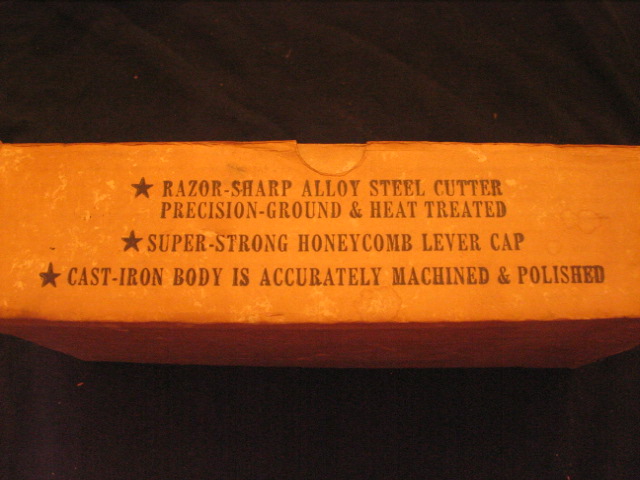 ★ RAZOR-SHARP ALLOY STEEL CUTTER
PRECISION-GROUND & HEAT TREATED
★ SUPER-STRONG HONEYCOMB LEVER CAP
★ CAST-IRON BODY IS ACCURATELY MACHINED & POLISHED